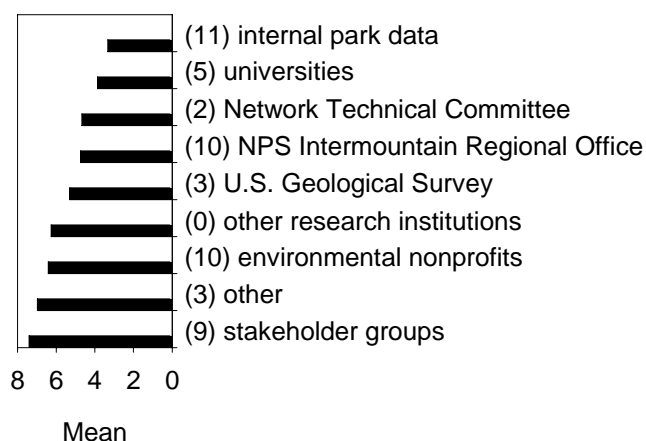 (11) internal park data
(5) universities
(2) Network Technical Committee
(10) NPS Intermountain Regional Office
(3) U.S. Geological Survey
(0) other research institutions
(10) environmental nonprofits
(3) other
(9) stakeholder groups
8 6 4 2 0
Mean